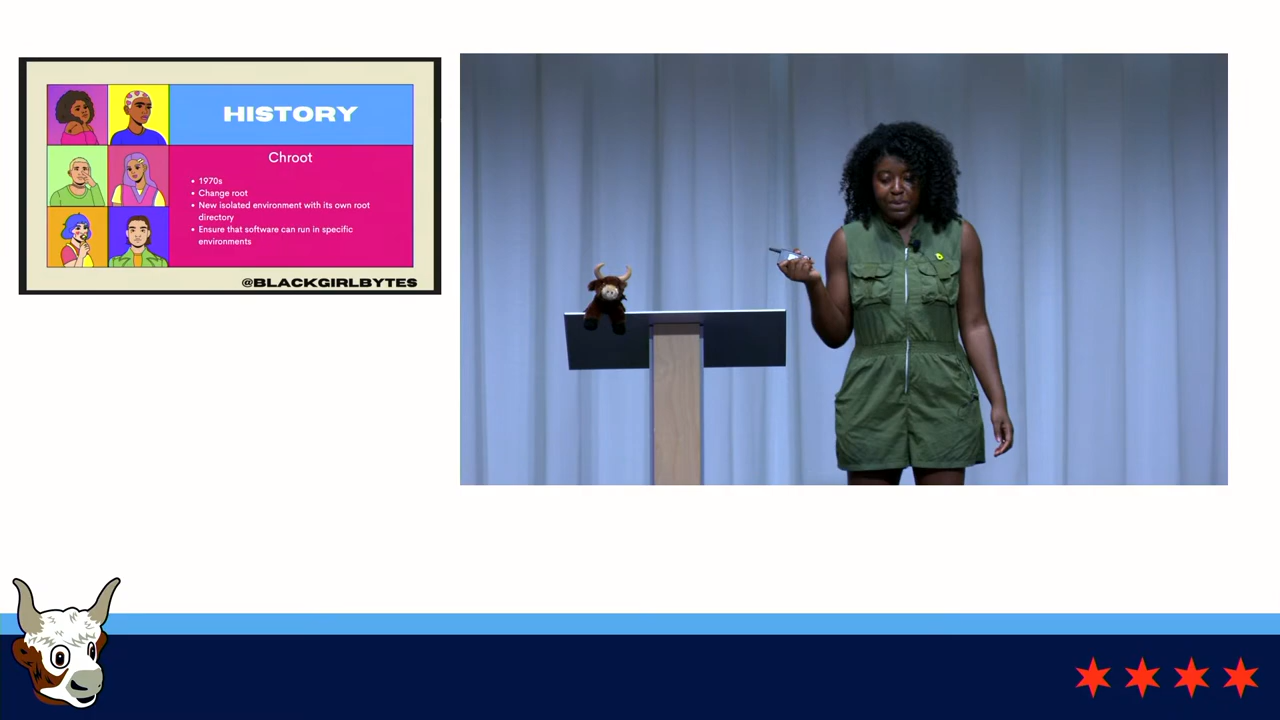 HISTORY
Chroot
• 1970s
• Change root
• New isolated environment with its own root
directory
• Ensure that software can run in specific
environments
@BLACKGIRLBYTES